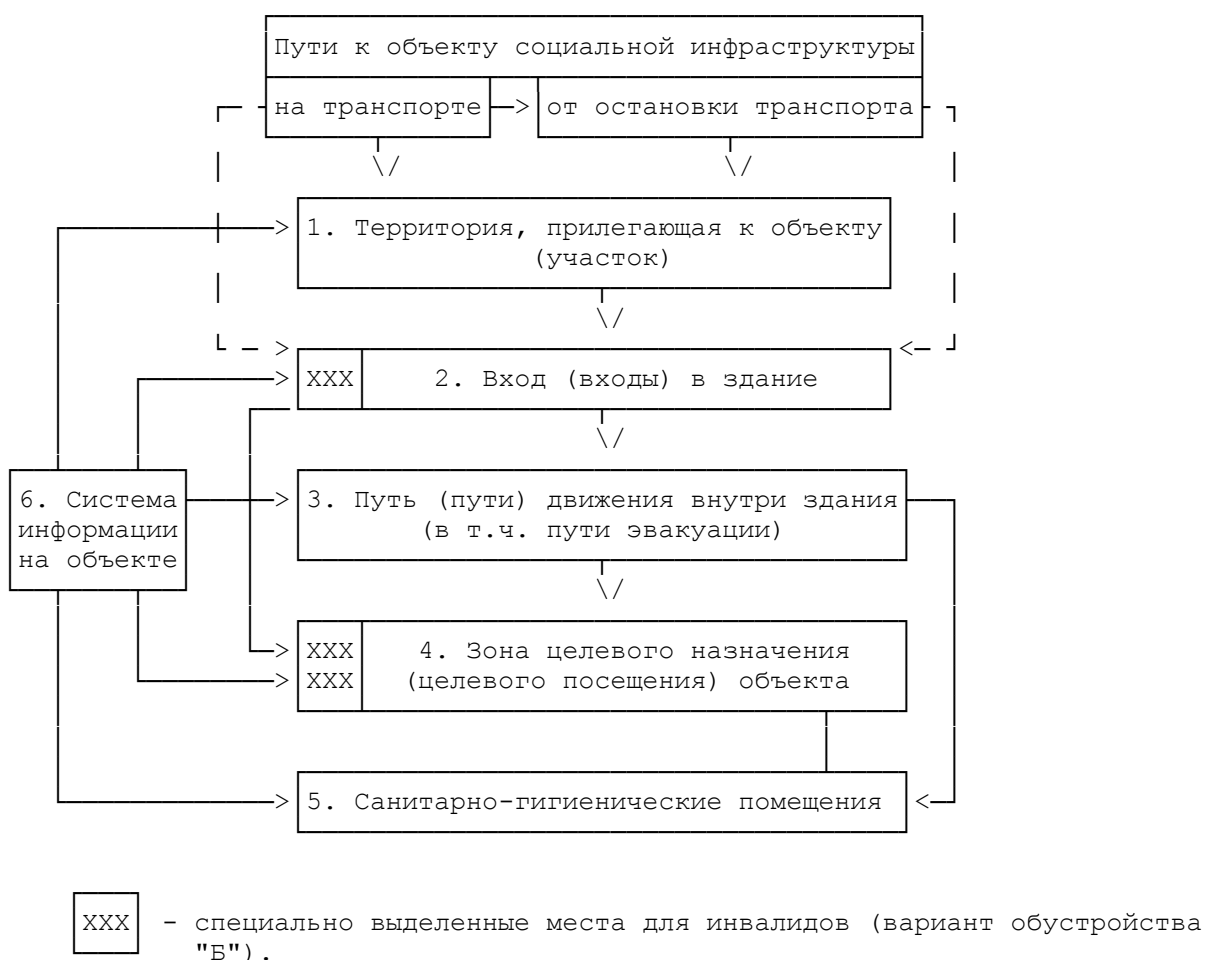 Пути к объекту социальной инфраструктуры
на транспорте
от остановки транспорта
1. Территория, прилегающая к объекту
(участок)
XXX
2. Вход (входы) в здание
6. Система
информации
на объекте
3. Путь (пути) движения внутри здания
(в т.ч. пути эвакуации)
XXX
XXX
4. Зона целевого назначения
(целевого посещения) объекта
5. Санитарно-гигиенические помещения
XXX
- специально выделенные места для инвалидов (вариант обустройства
"Б").